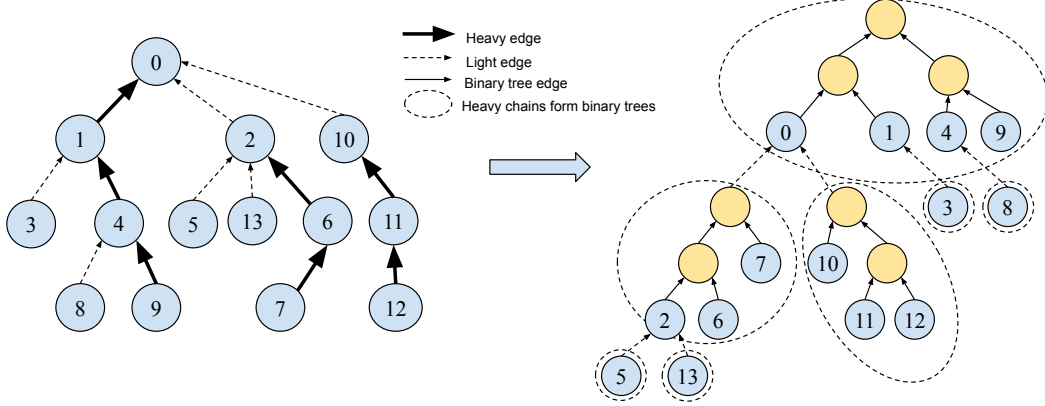 0
Heavy edge
Light edge
Binary tree edge
Heavy chains form binary trees
1 2 10
0 1 4 9
3 4 5 13 6 11
3 8
7 10
8 9 7 12
2 6 11 12
5 13